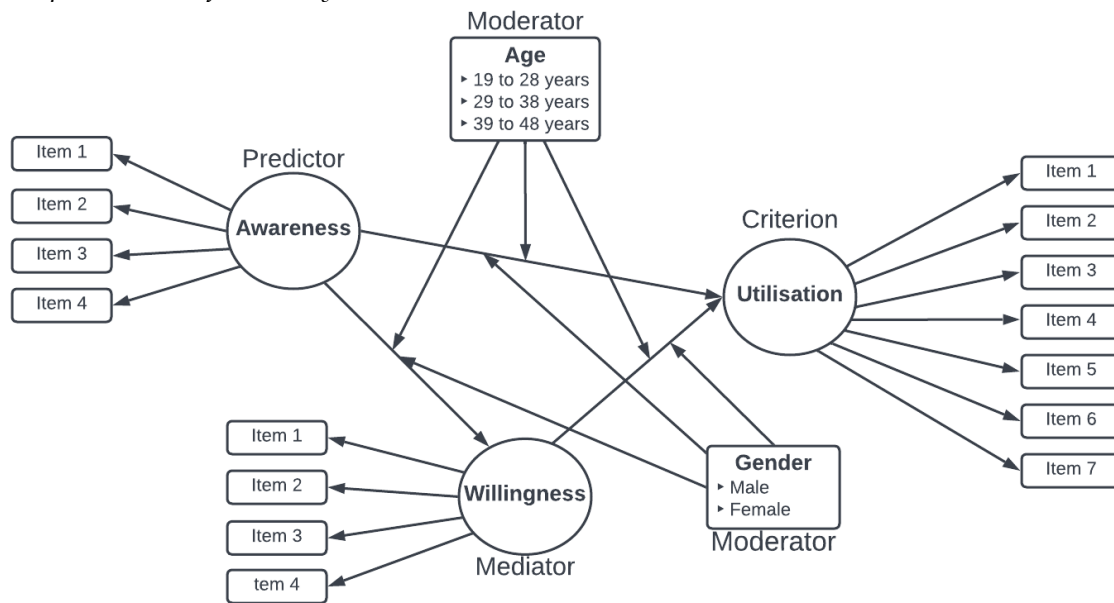 Moderator
Age
‣ 19 to 28 years
‣ 29 to 38 years
‣ 39 to 48 years
Predictor
Awareness
Item 1
Item 2
Item 3
Item 4
Criterion
Utilisation
Item 1
Item 2
Item 3
Item 4
Item 5
Item 6
Item 7
Item 1
Item 2
Item 3
tem 4
Willingness
Mediator
Gender
‣ Male
‣ Female
Moderator